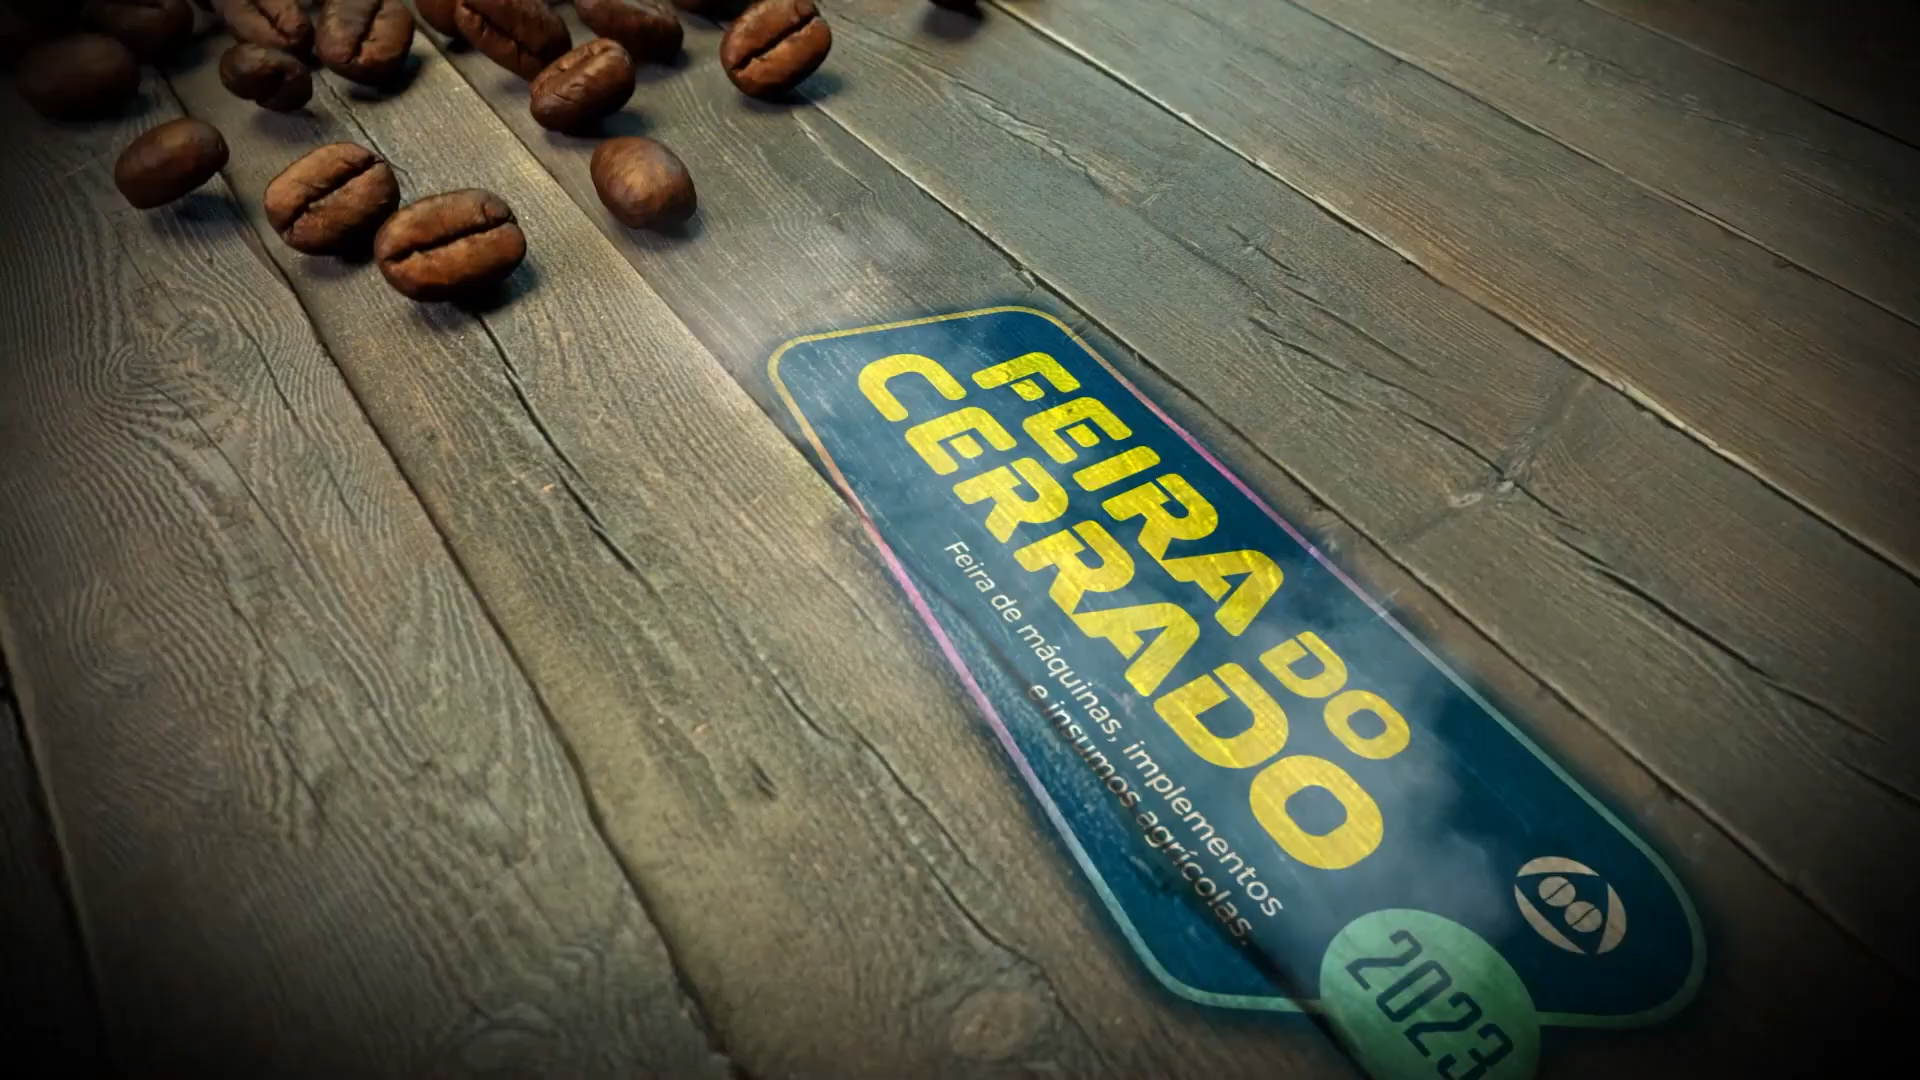 FEIRA DO
CERRADO
Feira de máquinas, implementos
e insumos agrícolas.
2023